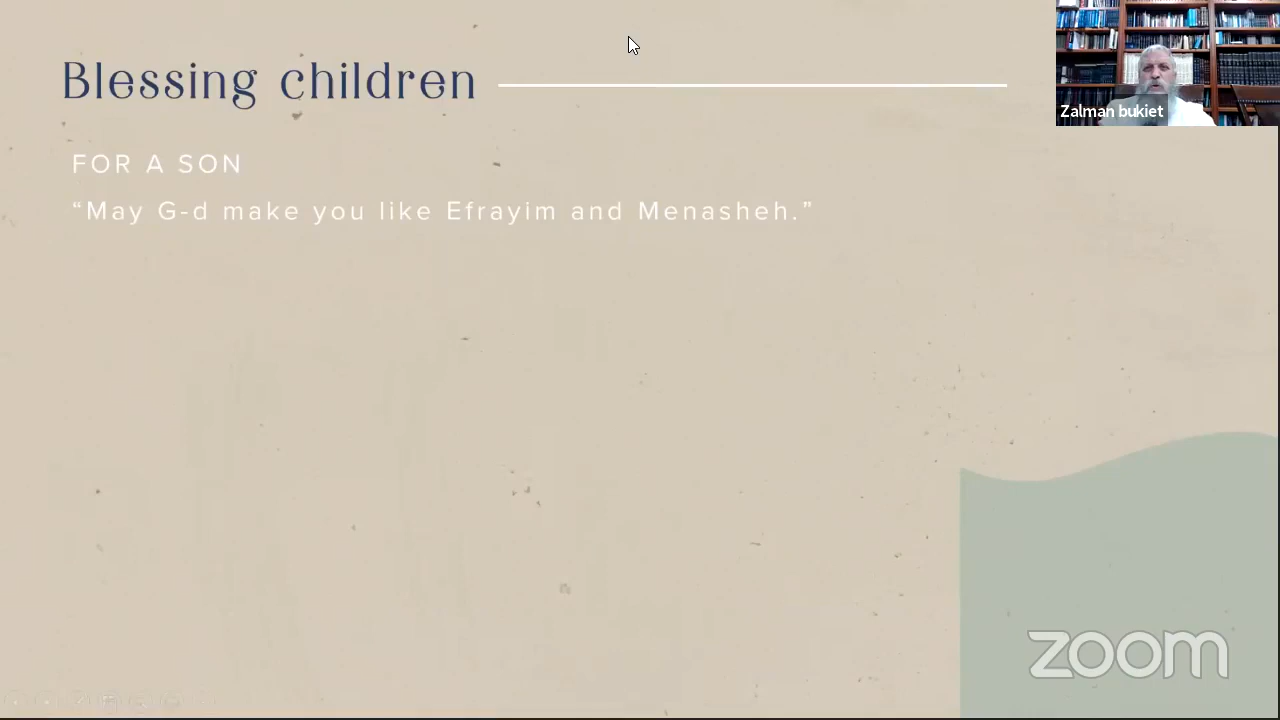 Blessing children
Zalman bukiet
FOR A SON
“May G-d make you like Efrayim and Menasheh.”
zoom